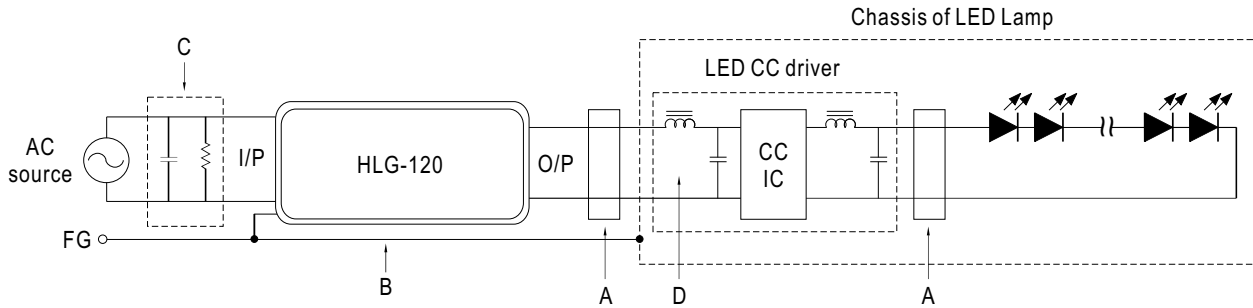 Chassis of LED Lamp
C
LED CC driver
AC
source
I/P
HLG-120
O/P
CC
IC
FG
B
A
D
A